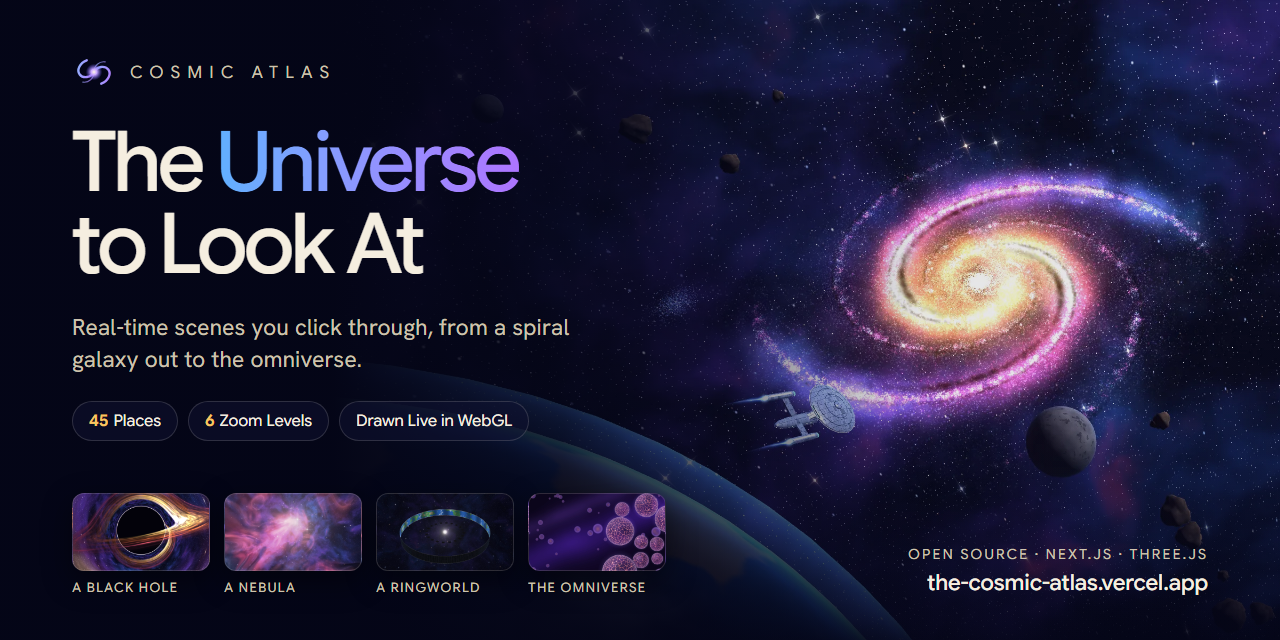 COSMIC ATLAS
The Universe
to Look At
Real-time scenes you click through, from a spiral
galaxy out to the omniverse.
45 Places
6 Zoom Levels
Drawn Live in WebGL
A BLACK HOLE
A NEBULA
A RINGWORLD
THE OMNIVERSE
OPEN SOURCE · NEXT.JS · THREE.JS
the-cosmic-atlas.vercel.app